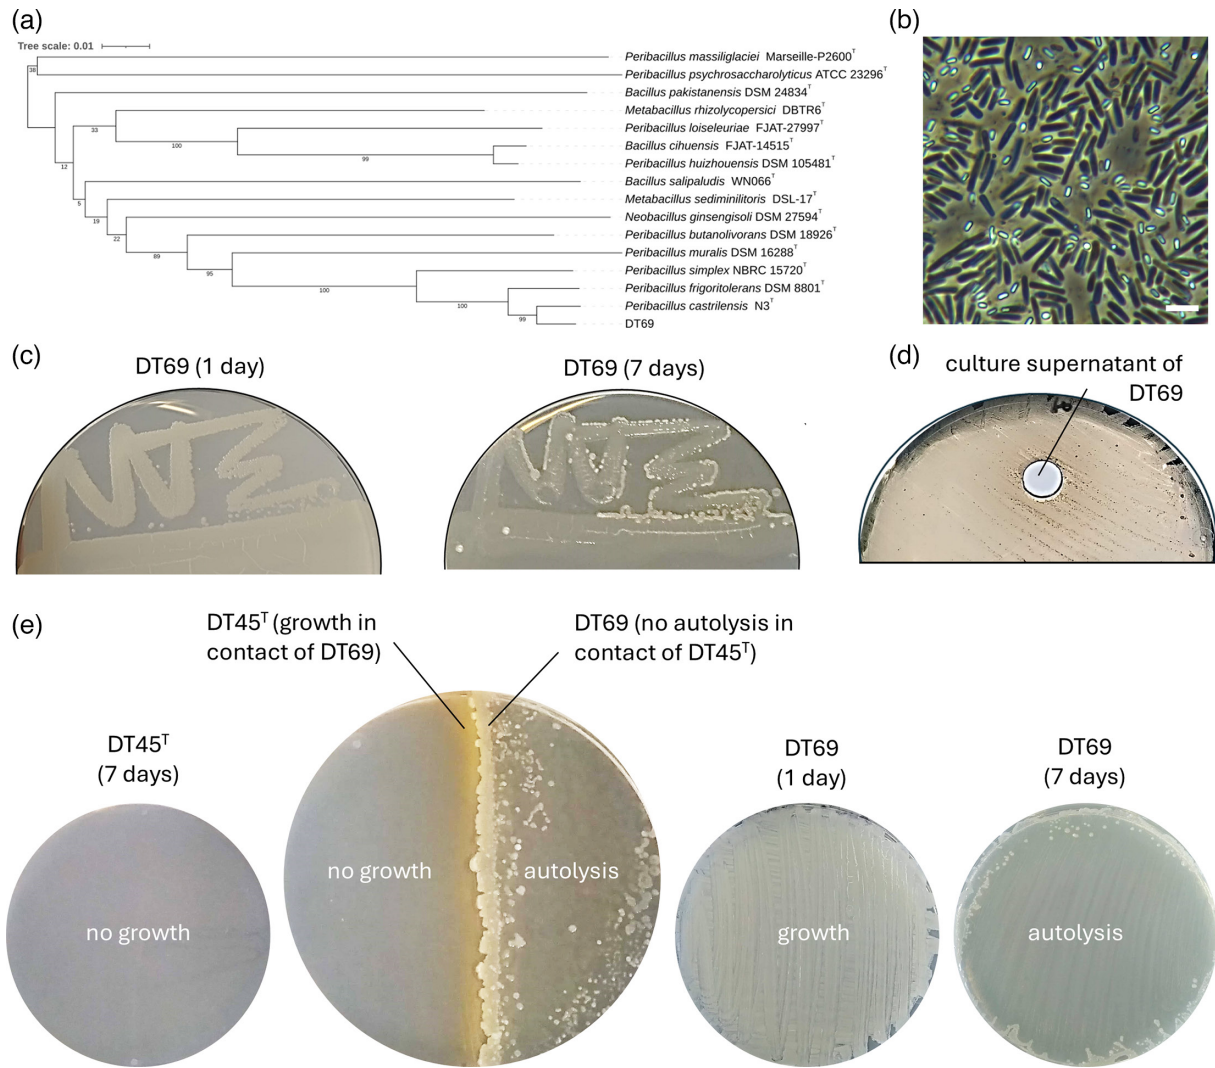 (a)
Tree scale: 0.01
Peribacillus massiliglaciei Marseille-P2600T
38
Peribacillus psychrosaccharolyticus ATCC 23296T
Bacillus pakistanensis DSM 24834T
Metabacillus rhizolycopersici DBTR6T
33
Peribacillus loiseleuriae FJAT-27997T
100
Bacillus cihuensis FJAT-14515T
99
Peribacillus huizhouensis DSM 105481T
12
Bacillus salipaludis WN066T
5
Metabacillus sediminilitoris DSL-17T
19
Neobacillus ginsengisoli DSM 27594T
22
Peribacillus butanolivorans DSM 18926T
89
Peribacillus muralis DSM 16288T
95
Peribacillus simplex NBRC 15720T
100
Peribacillus frigoritolerans DSM 8801T
100
Peribacillus castrilensis N3T
99
DT69
(b)
(c)
DT69 (1 day)
DT69 (7 days)
(d)
culture supernatant of
DT69
(e)
DT45T (growth in
contact of DT69)
DT69 (no autolysis in
contact of DT45T)
DT45T
(7 days)
no growth
no growth
autolysis
DT69
(1 day)
growth
DT69
(7 days)
autolysis